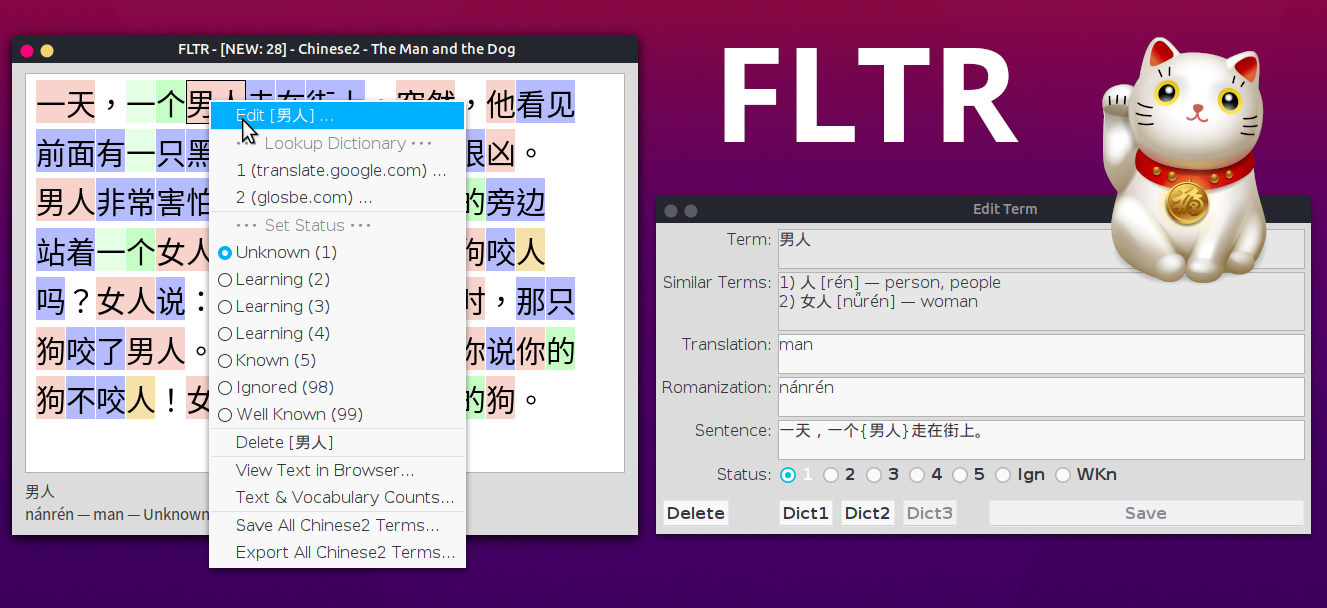 FLTR - [NEW: 28] - Chinese2 - The Man and the Dog
一天，一个男人走在街上，突然，他看见
前面有一只黑 很凶。
男人非常害怕 的旁边
站着一个女人 狗咬人
吗？女人说： 时，那只
狗咬了男人。 你说你的
狗不咬人！女 的狗。
男人
nánrén — man — Unknown
Edit [男人] ...
••• Lookup Dictionary •••
1 (translate.google.com) ...
2 (glosbe.com) ...
••• Set Status •••
Unknown (1)
Learning (2)
Learning (3)
Learning (4)
Known (5)
Ignored (98)
Well Known (99)
Delete [男人]
View Text in Browser...
Text & Vocabulary Counts...
Save All Chinese2 Terms...
Export All Chinese2 Terms...
FLTR
福
Edit Term
Term: 男人
Similar Terms: 1) 人 [rén] — person, people
2) 女人 [nǚrén] — woman
Translation: man
Romanization: nánrén
Sentence: 一天，一个{男人}走在街上。
Status: 1 2 3 4 5 Ign WKn
Delete Dict1 Dict2 Dict3 Save